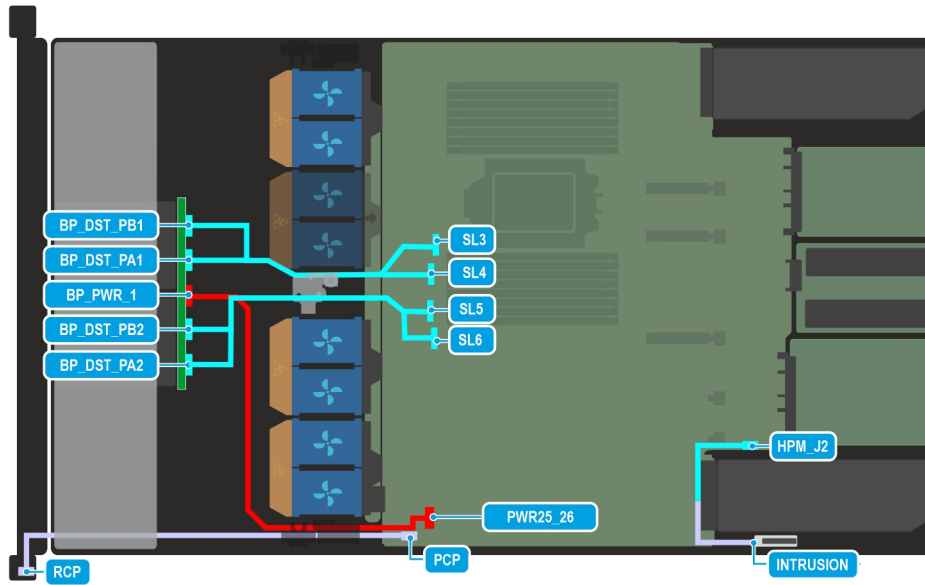 BP_DST_PB1
BP_DST_PA1
BP_PWR_1
BP_DST_PB2
BP_DST_PA2
SL3
SL4
SL5
SL6
HPM_J2
PWR25_26
PCP
RCP
INTRUSION